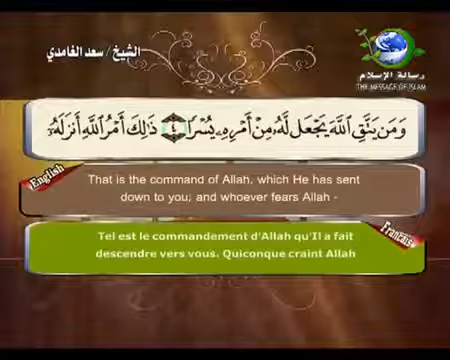 الشيخ / سعد الغامدي
رسالة الإسلام
THE MESSAGE OF ISLAM
وَمَن يَتَّقِ ٱللَّهَ يَجْعَل لَّهُۥ مِنْ أَمْرِهِۦ يُسْرًا ٤ ذَٰلِكَ أَمْرُ ٱللَّهِ أَنزَلَهُۥٓ
English
That is the command of Allah, which He has sent
down to you; and whoever fears Allah -
Français
Tel est le commandement d'Allah qu'Il a fait
descendre vers vous. Quiconque craint Allah